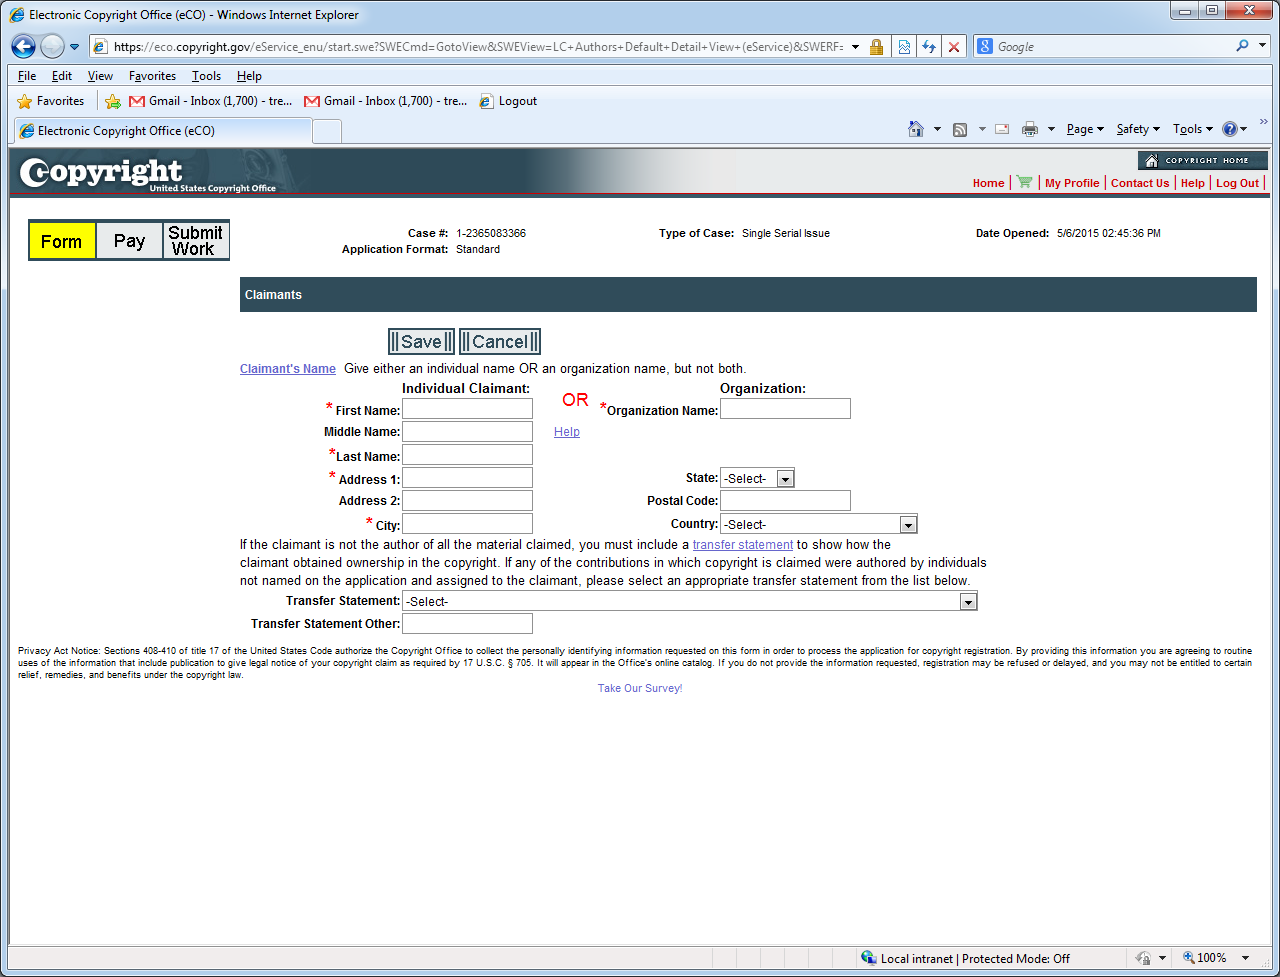 Electronic Copyright Office (eCO) - Windows Internet Explorer
https://eco.copyright.gov/eService_enu/start.swe?SWECmd=GotoView&SWEView=LC+Authors+Default+Detail+View+(eService)&SWERF=
Google
File Edit View Favorites Tools Help
Favorites Gmail - Inbox (1,700) - tre... Gmail - Inbox (1,700) - tre... Logout
Electronic Copyright Office (eCO)
Page Safety Tools
Copyright
United States Copyright Office
COPYRIGHT HOME
Home | | My Profile | Contact Us | Help | Log Out |
Form Pay Submit Work
Case #: 1-2365083366 Type of Case: Single Serial Issue Date Opened: 5/6/2015 02:45:36 PM
Application Format: Standard
Claimants
||Save|| ||Cancel||
Claimant's Name Give either an individual name OR an organization name, but not both.
Individual Claimant: OR Organization:
* First Name: *Organization Name:
Middle Name: Help
*Last Name:
* Address 1: State: -Select-
Address 2: Postal Code:
* City: Country: -Select-
If the claimant is not the author of all the material claimed, you must include a transfer statement to show how the
claimant obtained ownership in the copyright. If any of the contributions in which copyright is claimed were authored by individuals
not named on the application and assigned to the claimant, please select an appropriate transfer statement from the list below.
Transfer Statement: -Select-
Transfer Statement Other:
Privacy Act Notice: Sections 408-410 of title 17 of the United States Code authorize the Copyright Office to collect the personally identifying information requested on this form in order to process the application for copyright registration. By providing this information you are agreeing to routine
uses of the information that include publication to give legal notice of your copyright claim as required by 17 U.S.C. § 705. It will appear in the Office's online catalog. If you do not provide the information requested, registration may be refused or delayed, and you may not be entitled to certain
relief, remedies, and benefits under the copyright law.
Take Our Survey!
Local intranet | Protected Mode: Off
100%